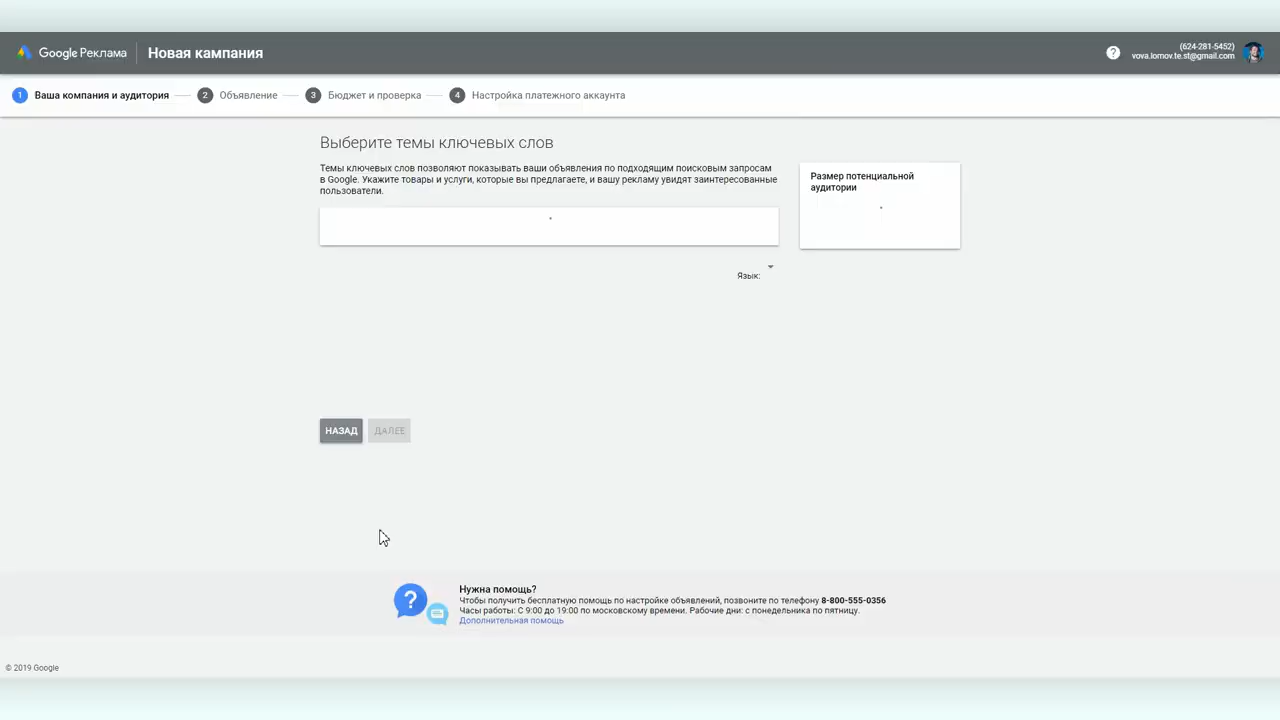 Google Реклама
Новая кампания
?
(624-281-5452)
vova.lomov.te.st@gmail.com
1 Ваша компания и аудитория
2 Объявление
3 Бюджет и проверка
4 Настройка платежного аккаунта
Выберите темы ключевых слов
Темы ключевых слов позволяют показывать ваши объявления по подходящим поисковым запросам
в Google. Укажите товары и услуги, которые вы предлагаете, и вашу рекламу увидят заинтересованные
пользователи.
Размер потенциальной
аудитории
Язык:
НАЗАД
ДАЛЕЕ
?
Нужна помощь?
Чтобы получить бесплатную помощь по настройке объявлений, позвоните по телефону 8-800-555-0356
Часы работы: С 9:00 до 19:00 по московскому времени. Рабочие дни: с понедельника по пятницу.
Дополнительная помощь
© 2019 Google